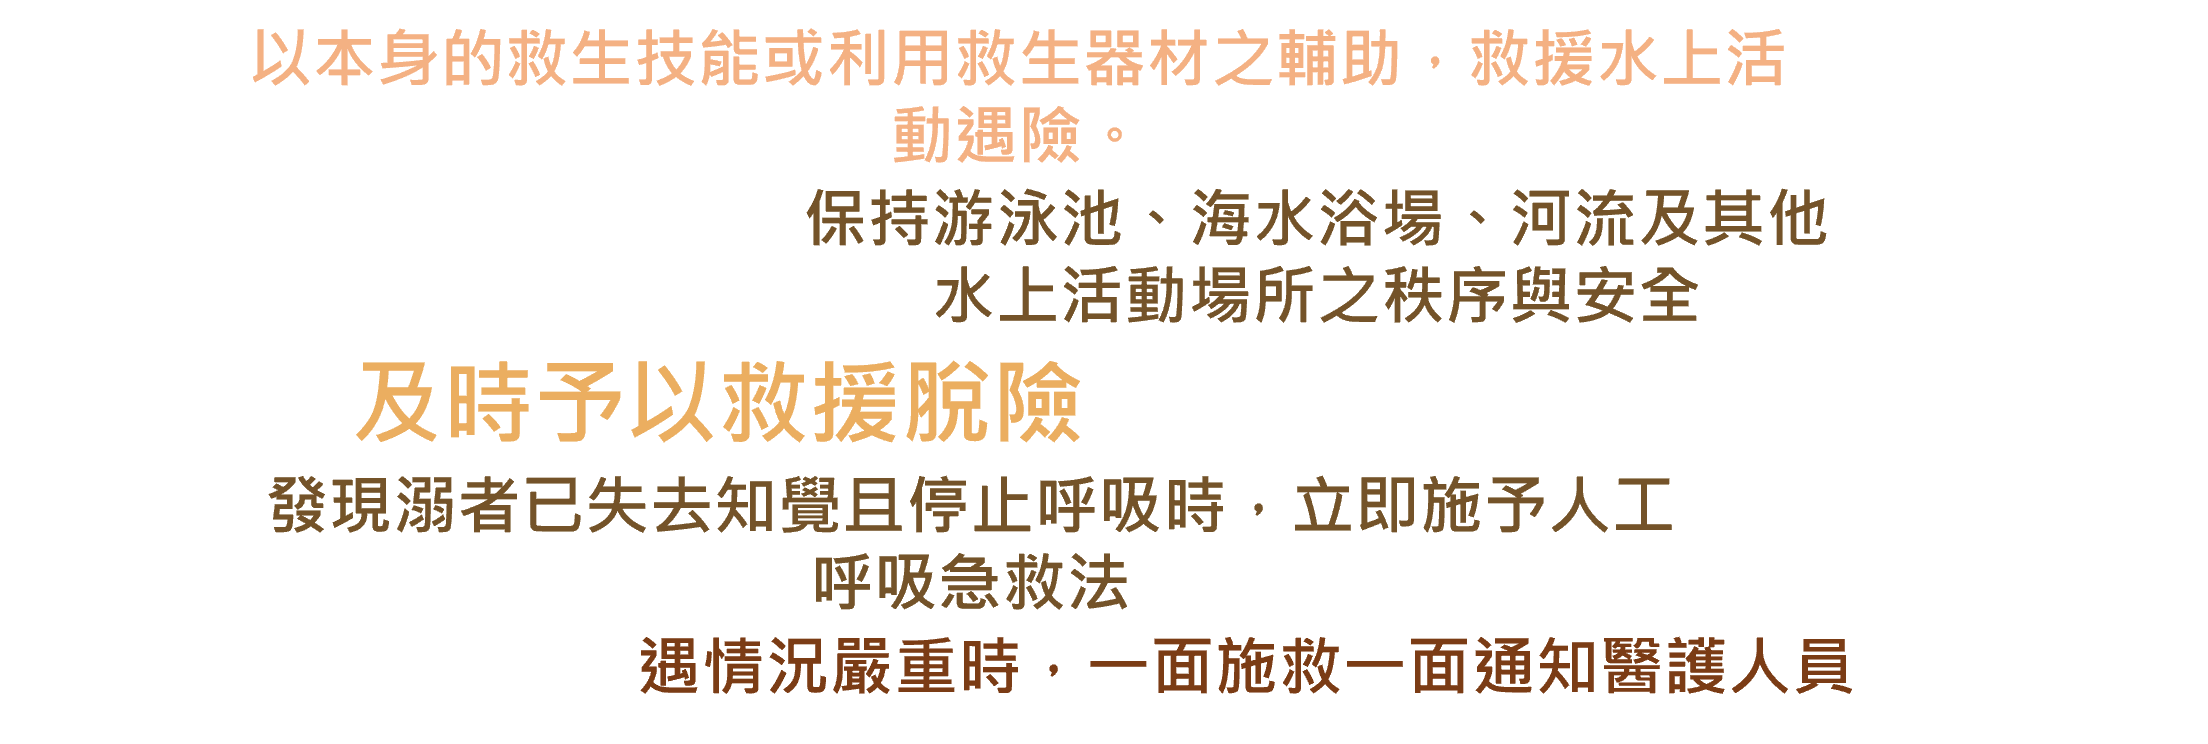 以本身的救生技能或利用救生器材之輔助，救援水上活
動遇險。
保持游泳池、海水浴場、河流及其他
水上活動場所之秩序與安全
及時予以救援脫險
發現溺者已失去知覺且停止呼吸時，立即施予人工
呼吸急救法
遇情況嚴重時，一面施救一面通知醫護人員